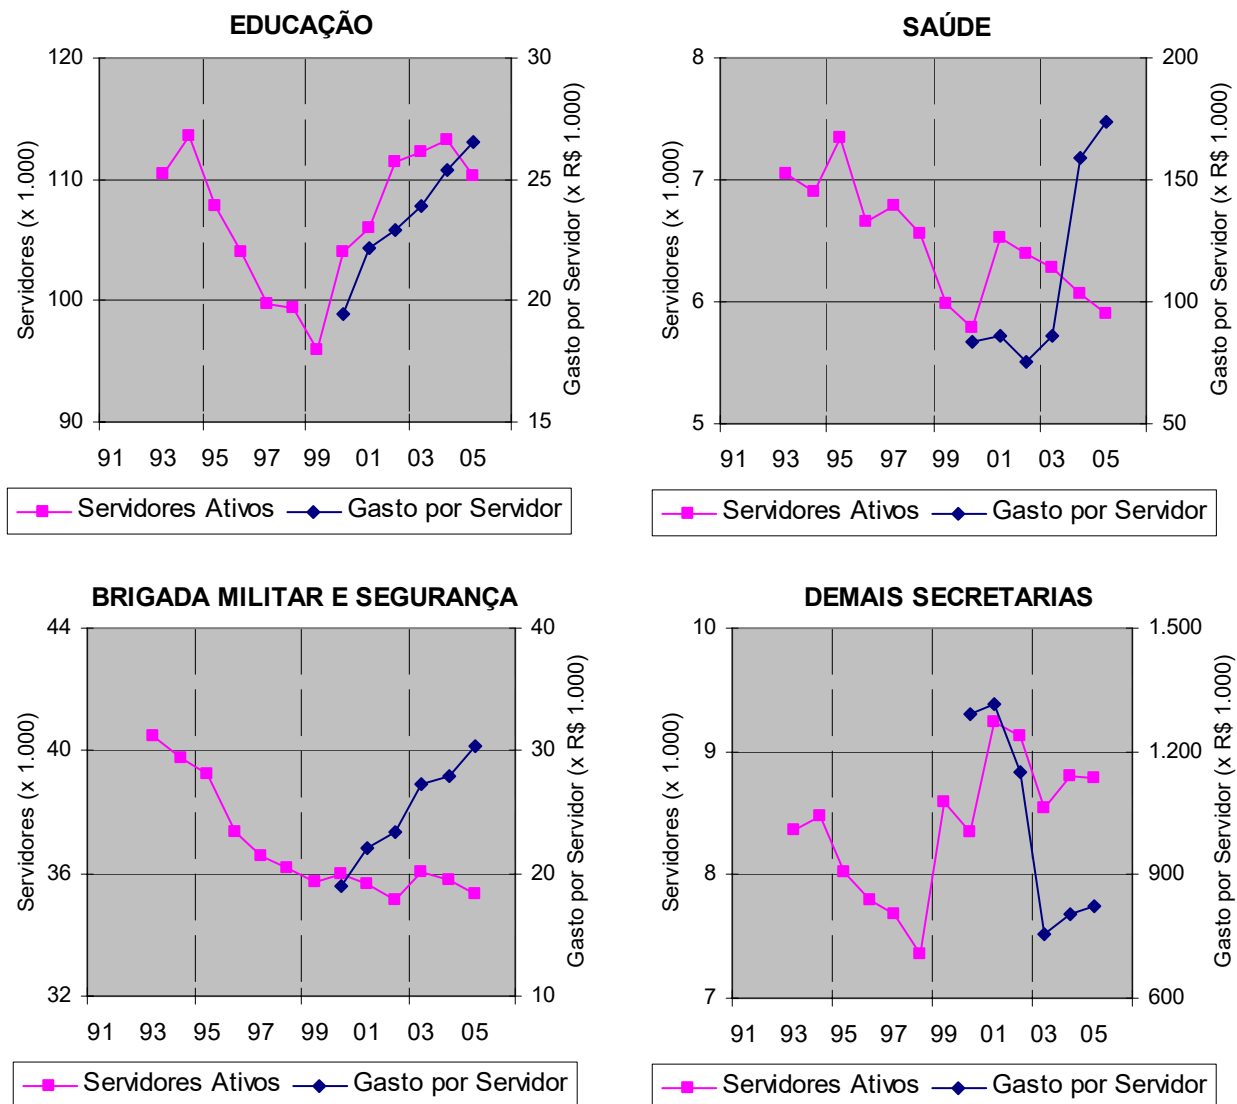 EDUCAÇÃO
120
110
100
90
Servidores (x 1.000)
30
25
20
15
Gasto por Servidor (x R$ 1.000)
91 93 95 97 99 01 03 05
Servidores Ativos Gasto por Servidor
SAÚDE
8
7
6
5
Servidores (x 1.000)
200
150
100
50
Gasto por Servidor (x R$ 1.000)
91 93 95 97 99 01 03 05
Servidores Ativos Gasto por Servidor
BRIGADA MILITAR E SEGURANÇA
44
40
36
32
Servidores (x 1.000)
40
30
20
10
Gasto por Servidor (x R$ 1.000)
91 93 95 97 99 01 03 05
Servidores Ativos Gasto por Servidor
DEMAIS SECRETARIAS
10
9
8
7
Servidores (x 1.000)
1.500
1.200
900
600
Gasto por Servidor (x R$ 1.000)
91 93 95 97 99 01 03 05
Servidores Ativos Gasto por Servidor